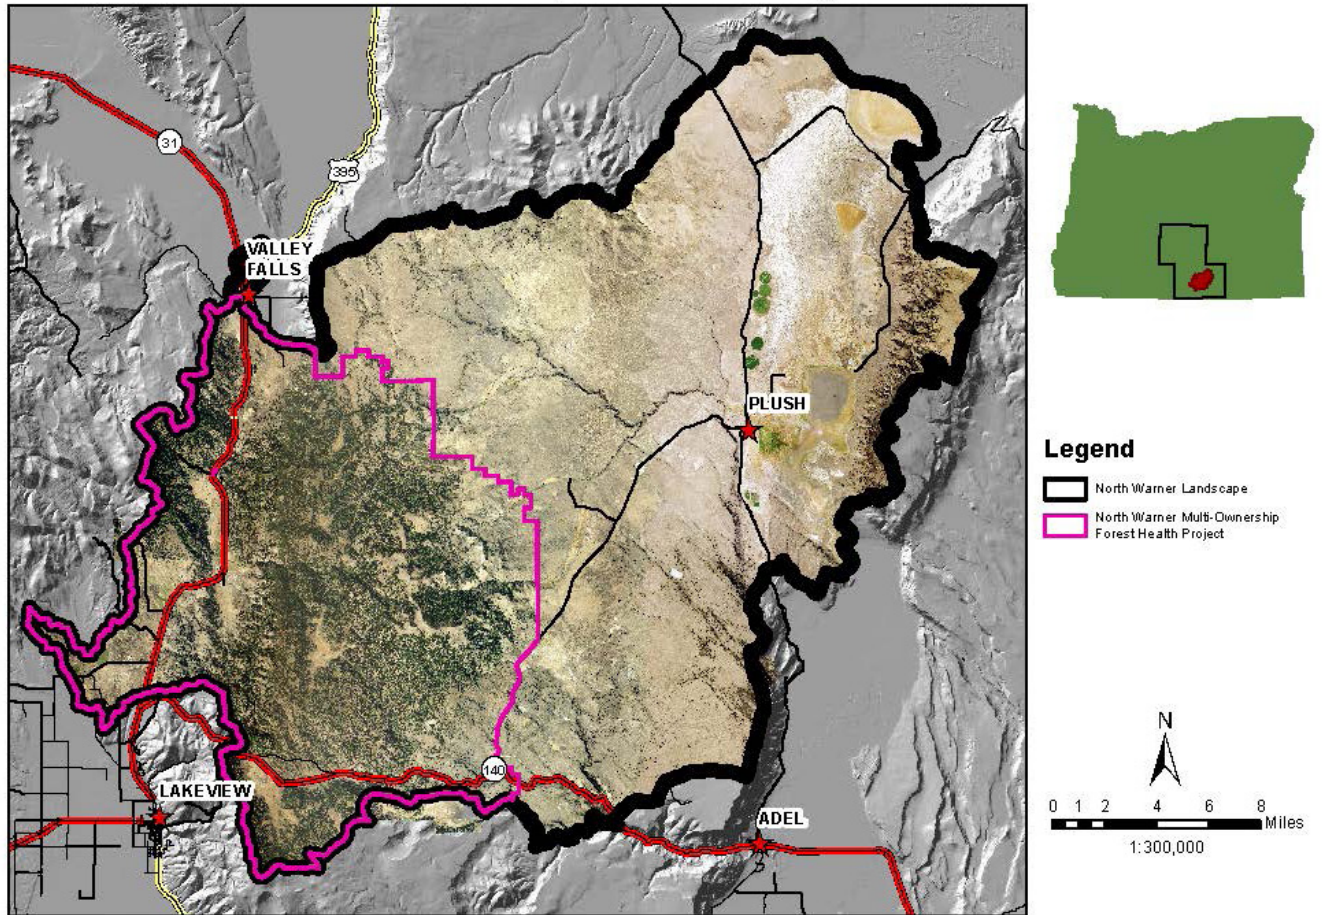 31
395
VALLEY
FALLS
PLUSH
140
LAKEVIEW
ADEL
Legend
North Warner Landscape
North Warner Multi-Ownership
Forest Health Project
N
0 1 2 4 6 8
Miles
1:300,000